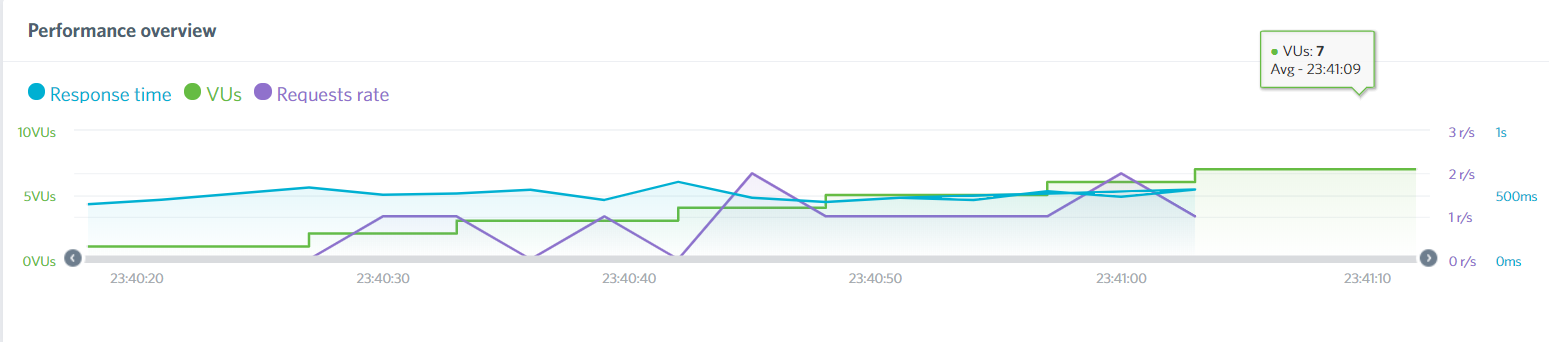 Performance overview
VUs: 7
Avg - 23:41:09
Response time VUs Requests rate
10VUs 3 r/s 1s
2 r/s
5VUs 500ms
1 r/s
0VUs 0 r/s 0ms
23:40:20 23:40:30 23:40:40 23:40:50 23:41:00 23:41:10